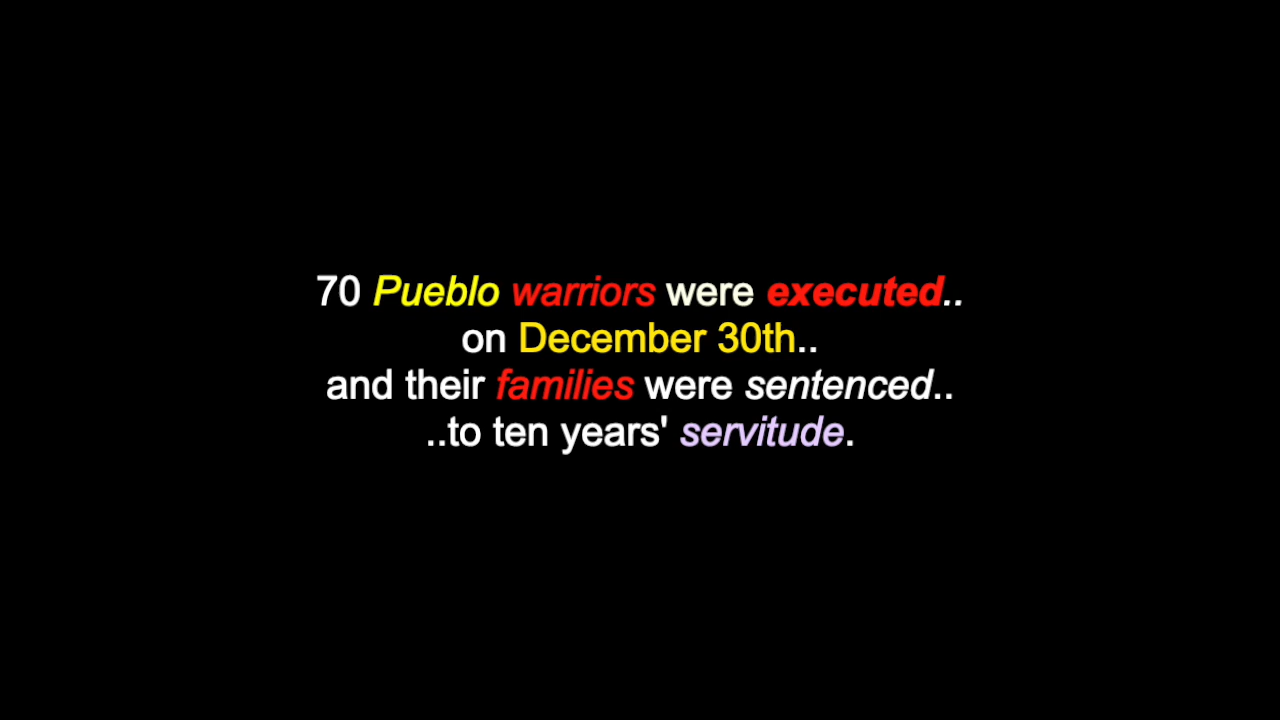 70 Pueblo warriors were executed..
on December 30th..
and their families were sentenced..
..to ten years' servitude.